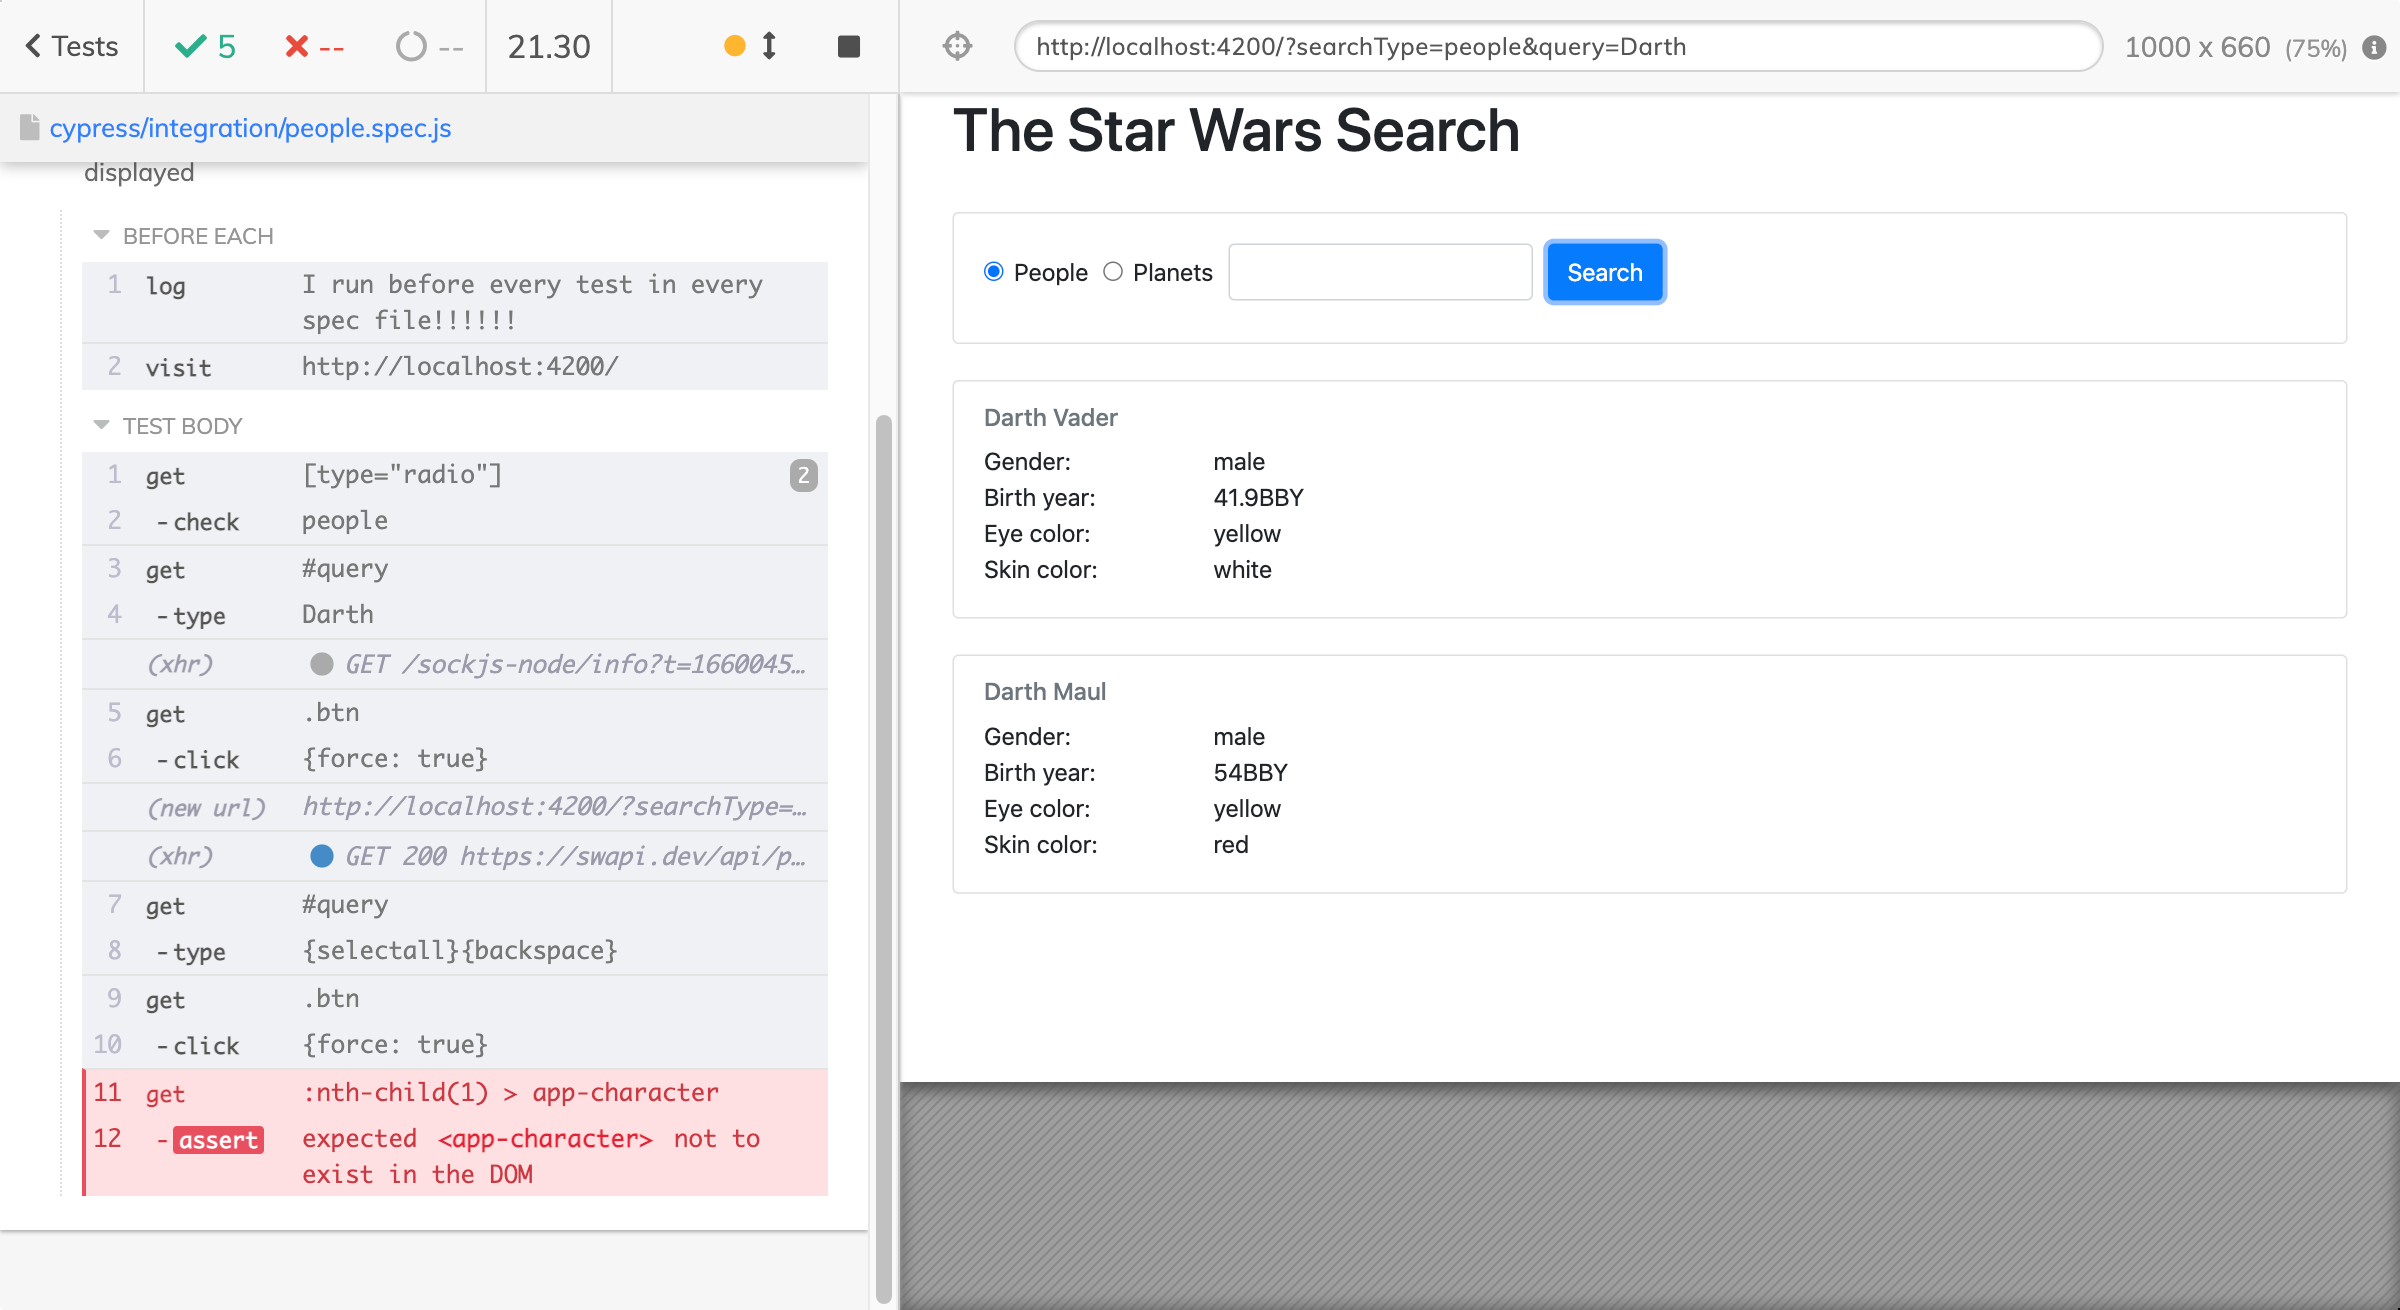 Tests
5
--
--
21.30
cypress/integration/people.spec.js
displayed
BEFORE EACH
1 log I run before every test in every
spec file!!!!!!
2 visit http://localhost:4200/
TEST BODY
1 get [type="radio"] 2
2 -check people
3 get #query
4 -type Darth
(xhr) GET /sockjs-node/info?t=1660045…
5 get .btn
6 -click {force: true}
(new url) http://localhost:4200/?searchType=…
(xhr) GET 200 https://swapi.dev/api/p…
7 get #query
8 -type {selectall}{backspace}
9 get .btn
10 -click {force: true}
11 get :nth-child(1) > app-character
12 -assert expected <app-character> not to
exist in the DOM
http://localhost:4200/?searchType=people&query=Darth
1000 x 660 (75%)
The Star Wars Search
People Planets Search
Darth Vader
Gender: male
Birth year: 41.9BBY
Eye color: yellow
Skin color: white
Darth Maul
Gender: male
Birth year: 54BBY
Eye color: yellow
Skin color: red